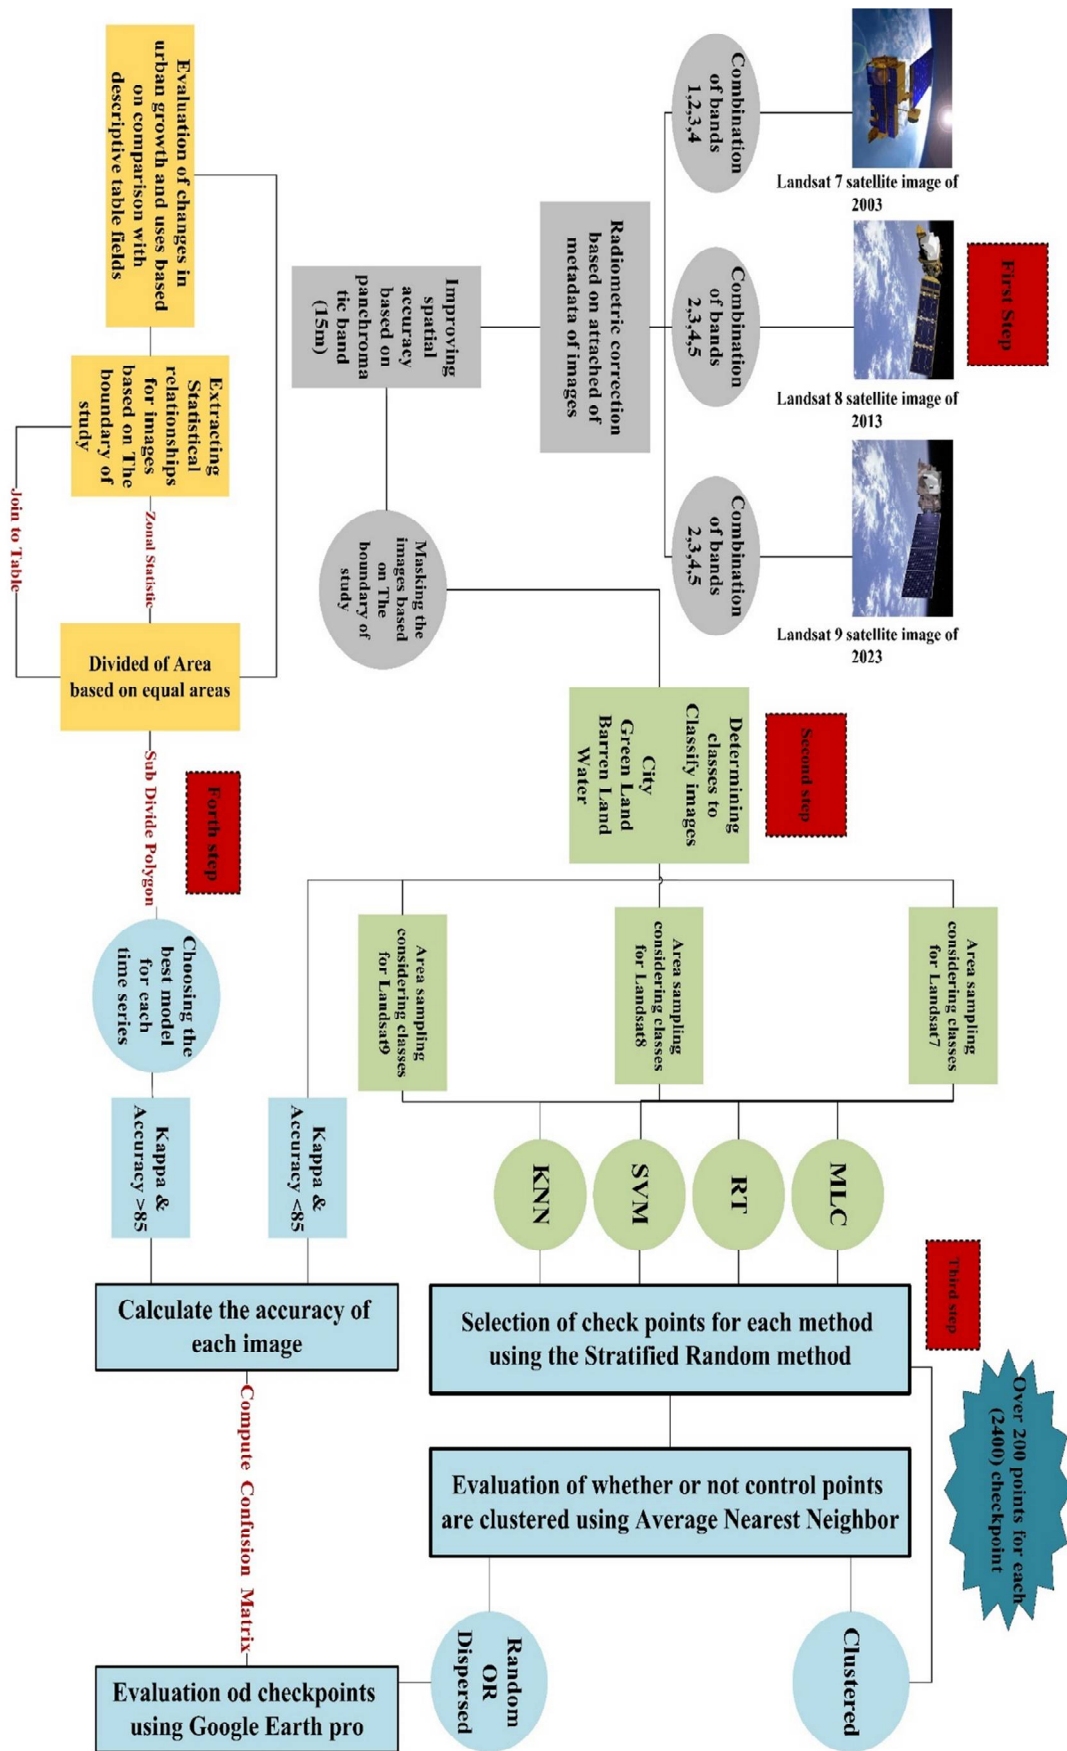 First Step
Landsat 7 satellite image of
2003
Landsat 8 satellite image of
2013
Landsat 9 satellite image of
2023
Combination
of bands
1,2,3,4
Combination
of bands
2,3,4,5
Combination
of bands
2,3,4,5
Radiometric correction
based on attached of
metadata of images
Improving
spatial
accuracy
based on
panchroma
tic band
(15m)
Masking the
images based
on The
boundary of
study
Second step
Determining
classes to
Classify images
City
Green Land
Barren Land
Water
Area sampling
considering classes
for Landsat7
Area sampling
considering classes
for Landsat8
Area sampling
considering classes
for Landsat9
MLC
RT
SVM
KNN
Third step
Over 200 points for each
(2400) checkpoint
Selection of check points for each method
using the Stratified Random method
Evaluation of whether or not control points
are clustered using Average Nearest Neighbor
Clustered
Random
OR
Dispersed
Evaluation od checkpoints
using Google Earth pro
Compute Confusion Matrix
Calculate the accuracy of
each image
Kappa &
Accuracy <85
Kappa &
Accuracy >85
Choosing the
best model
for each
time series
Forth step
Sub Divide Polygon
Divided of Area
based on equal areas
Zonal Statistic
Join to Table
Extracting
Statistical
relationships
for images
based on The
boundary of
study
Evaluation of changes in
urban growth and uses based
on comparison with
descriptive table fields